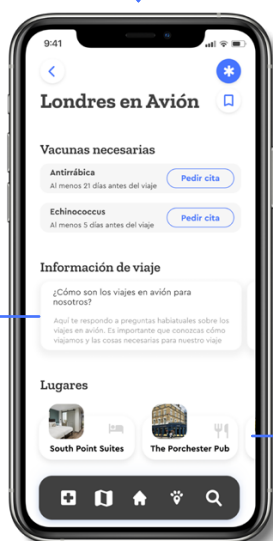 9:41
Londres en Avión
Vacunas necesarias
Antirrábica
Al menos 21 días antes del viaje
Pedir cita
Echinococcus
Al menos 5 días antes del viaje
Pedir cita
Información de viaje
¿Cómo son los viajes en avión para
nosotros?
Aquí te respondo a preguntas habiatuales sobre los
viajes en avión. Es importante que conozcas cómo
viajamos y las cosas necesarias para nuestro viaje
Lugares
South Point Suites
The Porchester Pub